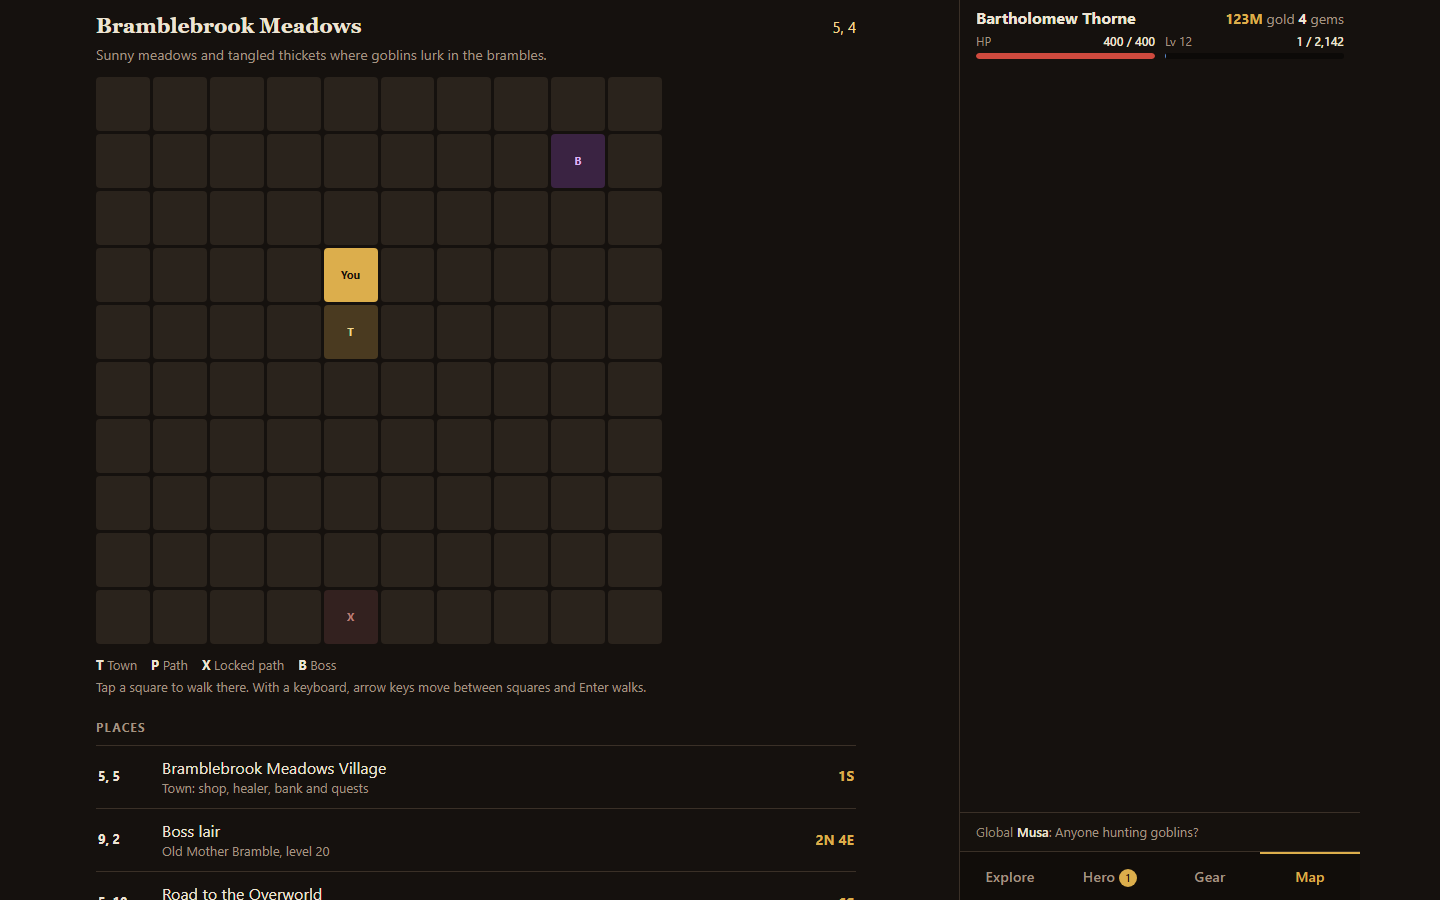 Bramblebrook Meadows
5, 4
Sunny meadows and tangled thickets where goblins lurk in the brambles.
B
You
T
X
T Town P Path X Locked path B Boss
Tap a square to walk there. With a keyboard, arrow keys move between squares and Enter walks.
PLACES
5, 5
Bramblebrook Meadows Village
Town: shop, healer, bank and quests
1S
9, 2
Boss lair
Old Mother Bramble, level 20
2N 4E
Road to the Overworld
Bartholomew Thorne
123M gold 4 gems
HP 400 / 400
Lv 12 1 / 2,142
Global Musa: Anyone hunting goblins?
Explore
Hero 1
Gear
Map